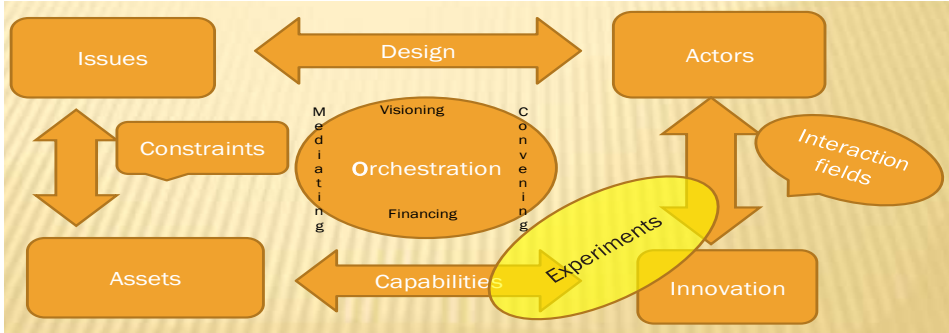 Issues
Design
Actors
Mediating
Visioning
Convening
Constraints
Orchestration
Interaction
fields
Financing
Experiments
Assets
Capabilities
Innovation